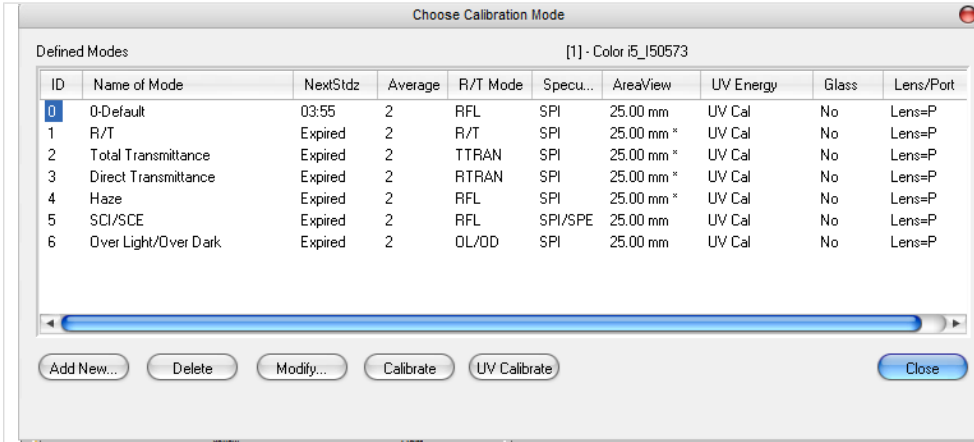 Choose Calibration Mode
Defined Modes [1] - Color i5_I50573
ID Name of Mode NextStdz Average R/T Mode Specu... AreaView UV Energy Glass Lens/Port
0 0-Default 03:55 2 RFL SPI 25.00 mm UV Cal No Lens=P
1 R/T Expired 2 R/T SPI 25.00 mm * UV Cal No Lens=P
2 Total Transmittance Expired 2 TTRAN SPI 25.00 mm * UV Cal No Lens=P
3 Direct Transmittance Expired 2 RTRAN SPI 25.00 mm * UV Cal No Lens=P
4 Haze Expired 2 RFL SPI 25.00 mm * UV Cal No Lens=P
5 SCI/SCE Expired 2 RFL SPI/SPE 25.00 mm UV Cal No Lens=P
6 Over Light/Over Dark Expired 2 OL/OD SPI 25.00 mm UV Cal No Lens=P
Add New... Delete Modify... Calibrate UV Calibrate Close